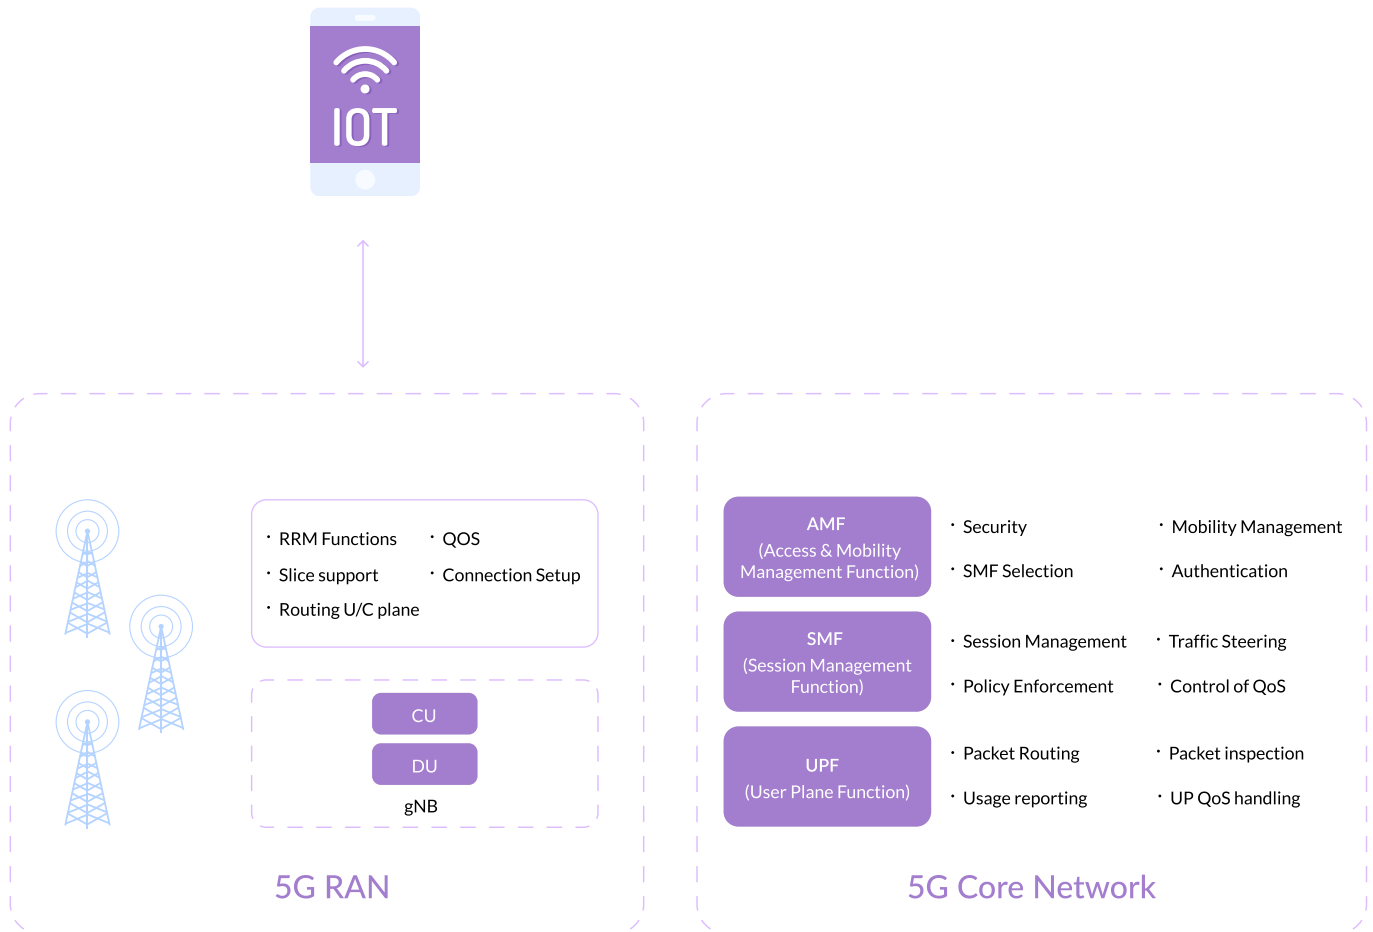 IOT
· RRM Functions
· QOS
· Slice support
· Connection Setup
· Routing U/C plane
CU
DU
gNB
5G RAN
AMF
(Access & Mobility
Management Function)
· Security
· Mobility Management
· SMF Selection
· Authentication
SMF
(Session Management
Function)
· Session Management
· Traffic Steering
· Policy Enforcement
· Control of QoS
UPF
(User Plane Function)
· Packet Routing
· Packet inspection
· Usage reporting
· UP QoS handling
5G Core Network